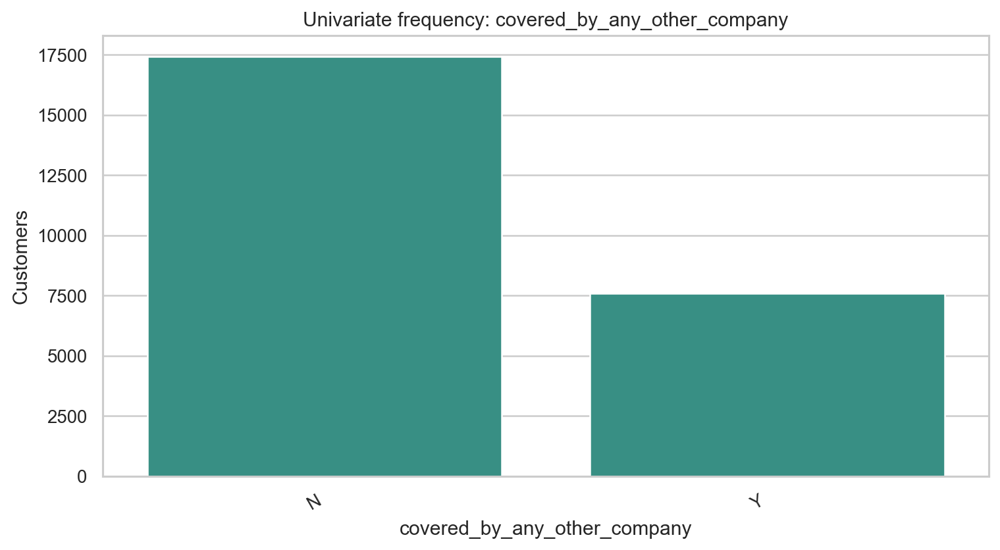 Univariate frequency: covered_by_any_other_company
17500
15000
12500
10000
7500
5000
2500
0
Customers
N
Y
covered_by_any_other_company